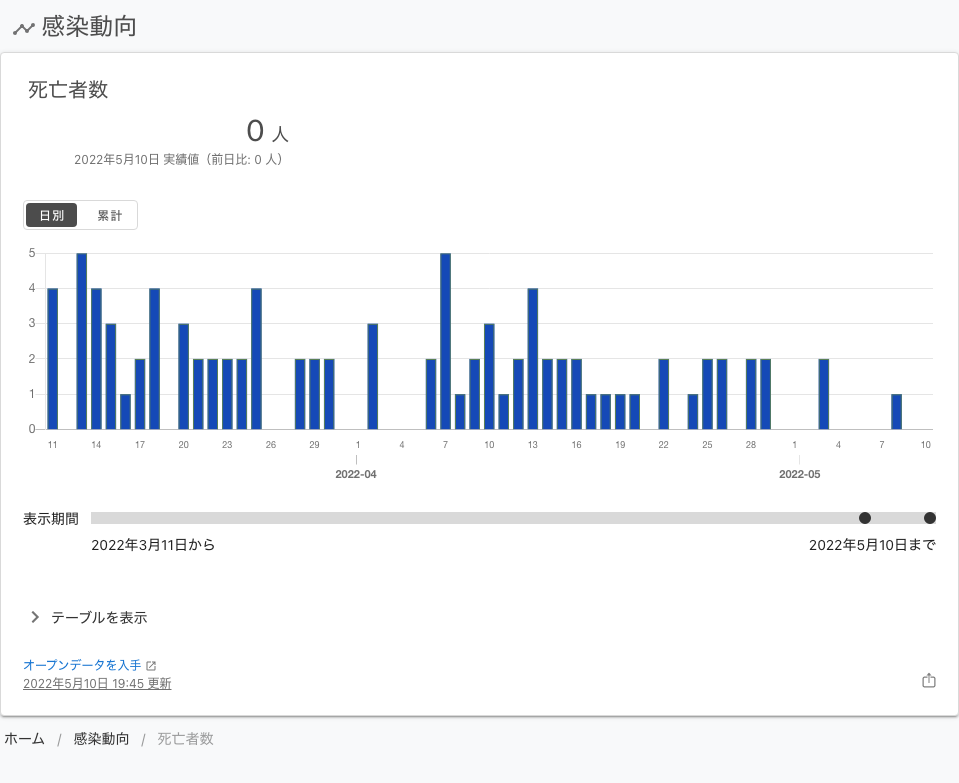 感染動向
死亡者数
0 人
2022年5月10日 実績値（前日比: 0 人）
日別 累計
5
4
3
2
1
0
11 14 17 20 23 26 29 1 4 7 10 13 16 19 22 25 28 1 4 7 10
2022-04 2022-05
表示期間
2022年3月11日から 2022年5月10日まで
テーブルを表示
オープンデータを入手
2022年5月10日 19:45 更新
ホーム / 感染動向 / 死亡者数